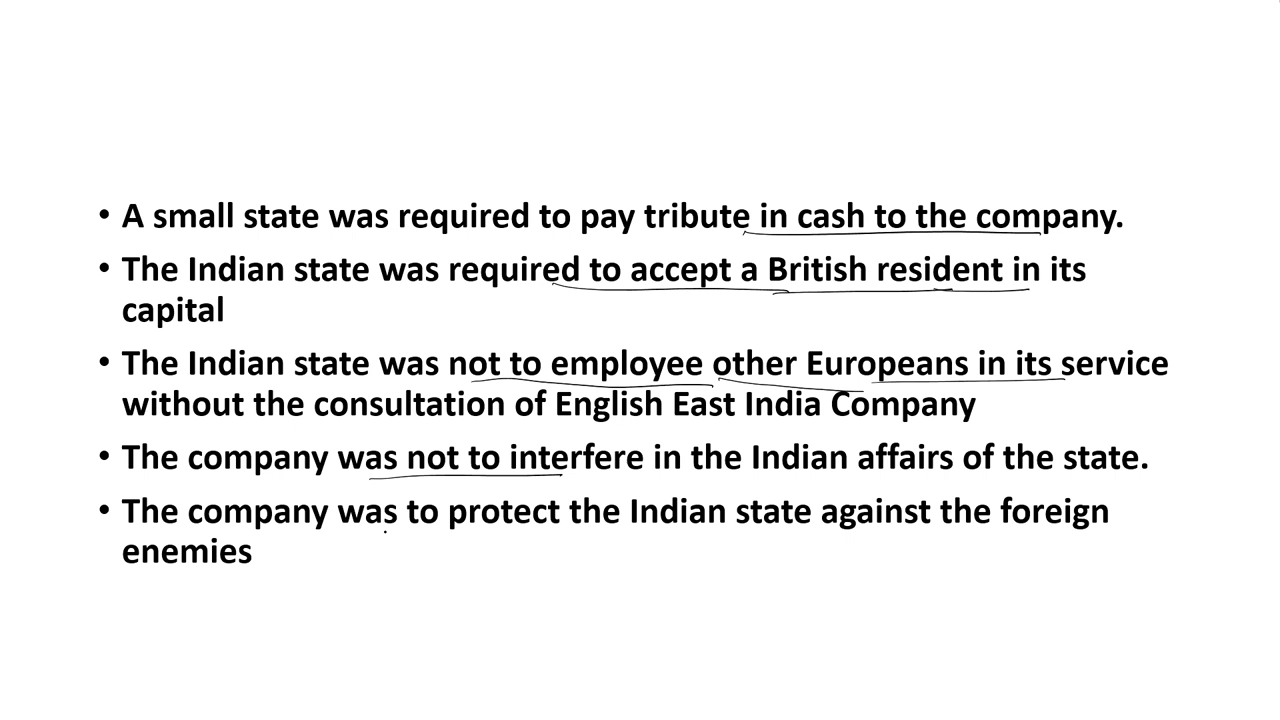 • A small state was required to pay tribute in cash to the company.
• The Indian state was required to accept a British resident in its
capital
• The Indian state was not to employee other Europeans in its service
without the consultation of English East India Company
• The company was not to interfere in the Indian affairs of the state.
• The company was to protect the Indian state against the foreign
enemies